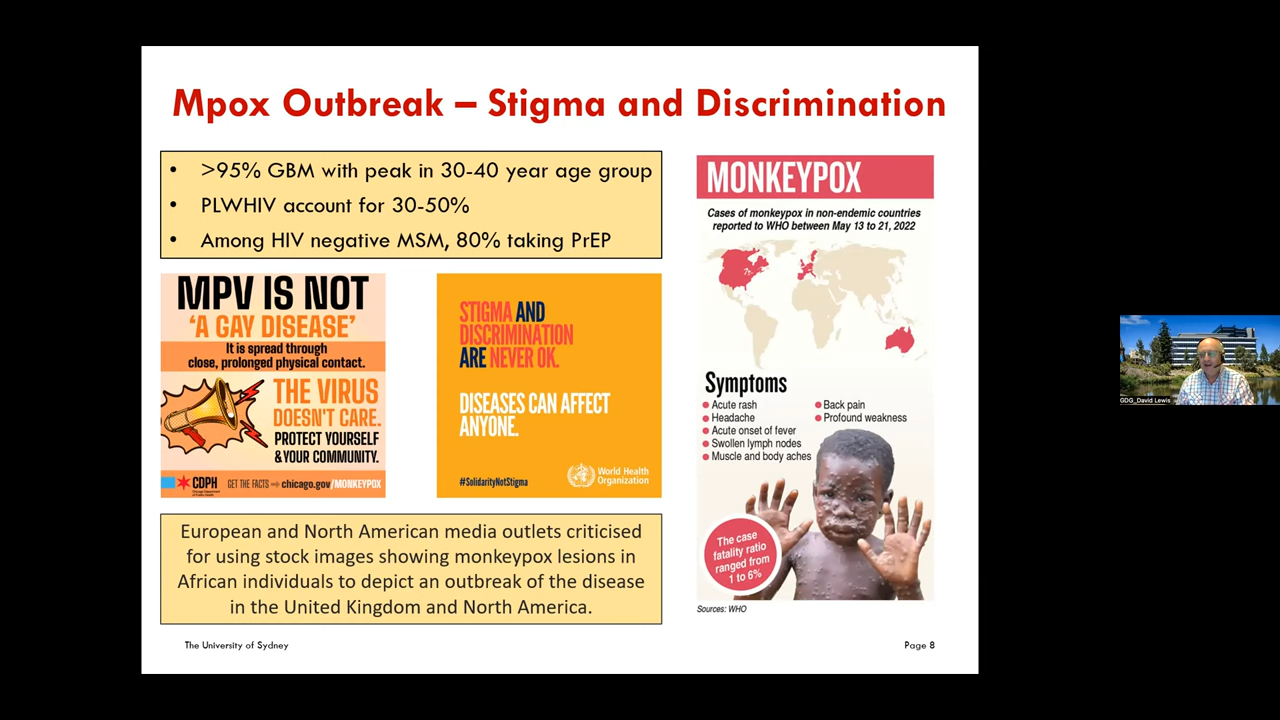 Mpox Outbreak – Stigma and Discrimination
• >95% GBM with peak in 30-40 year age group
• PLWHIV account for 30-50%
• Among HIV negative MSM, 80% taking PrEP
MPV IS NOT
‘A GAY DISEASE’
It is spread through
close, prolonged physical contact.
THE VIRUS
DOESN'T CARE.
PROTECT YOURSELF
& YOUR COMMUNITY.
CDPH
GET THE FACTS chicago.gov/MONKEYPOX
STIGMA AND
DISCRIMINATION
ARE NEVER OK.
DISEASES CAN AFFECT
ANYONE.
#SolidarityNotStigma
World Health
Organization
European and North American media outlets criticised
for using stock images showing monkeypox lesions in
African individuals to depict an outbreak of the disease
in the United Kingdom and North America.
MONKEYPOX
Cases of monkeypox in non-endemic countries
reported to WHO between May 13 to 21, 2022
Symptoms
Acute rash
Headache
Acute onset of fever
Swollen lymph nodes
Muscle and body aches
Back pain
Profound weakness
The case
fatality ratio
ranged from
1 to 6%
Sources: WHO
The University of Sydney
Page 8
GDG_David Lewis